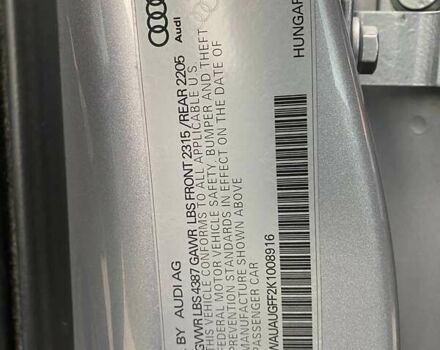 BY AUDI AG
GVWR LBS 4387 GAWR LBS FRONT 2315 /REAR 2205
THIS VEHICLE CONFORMS TO ALL APPLICABLE U.S.
FEDERAL MOTOR VEHICLE SAFETY, BUMPER AND THEFT
PREVENTION STANDARDS IN EFFECT ON THE DATE OF
MANUFACTURE SHOWN ABOVE
PASSENGER CAR
WAUAUGFF2K1008916
Audi
HUNGAR